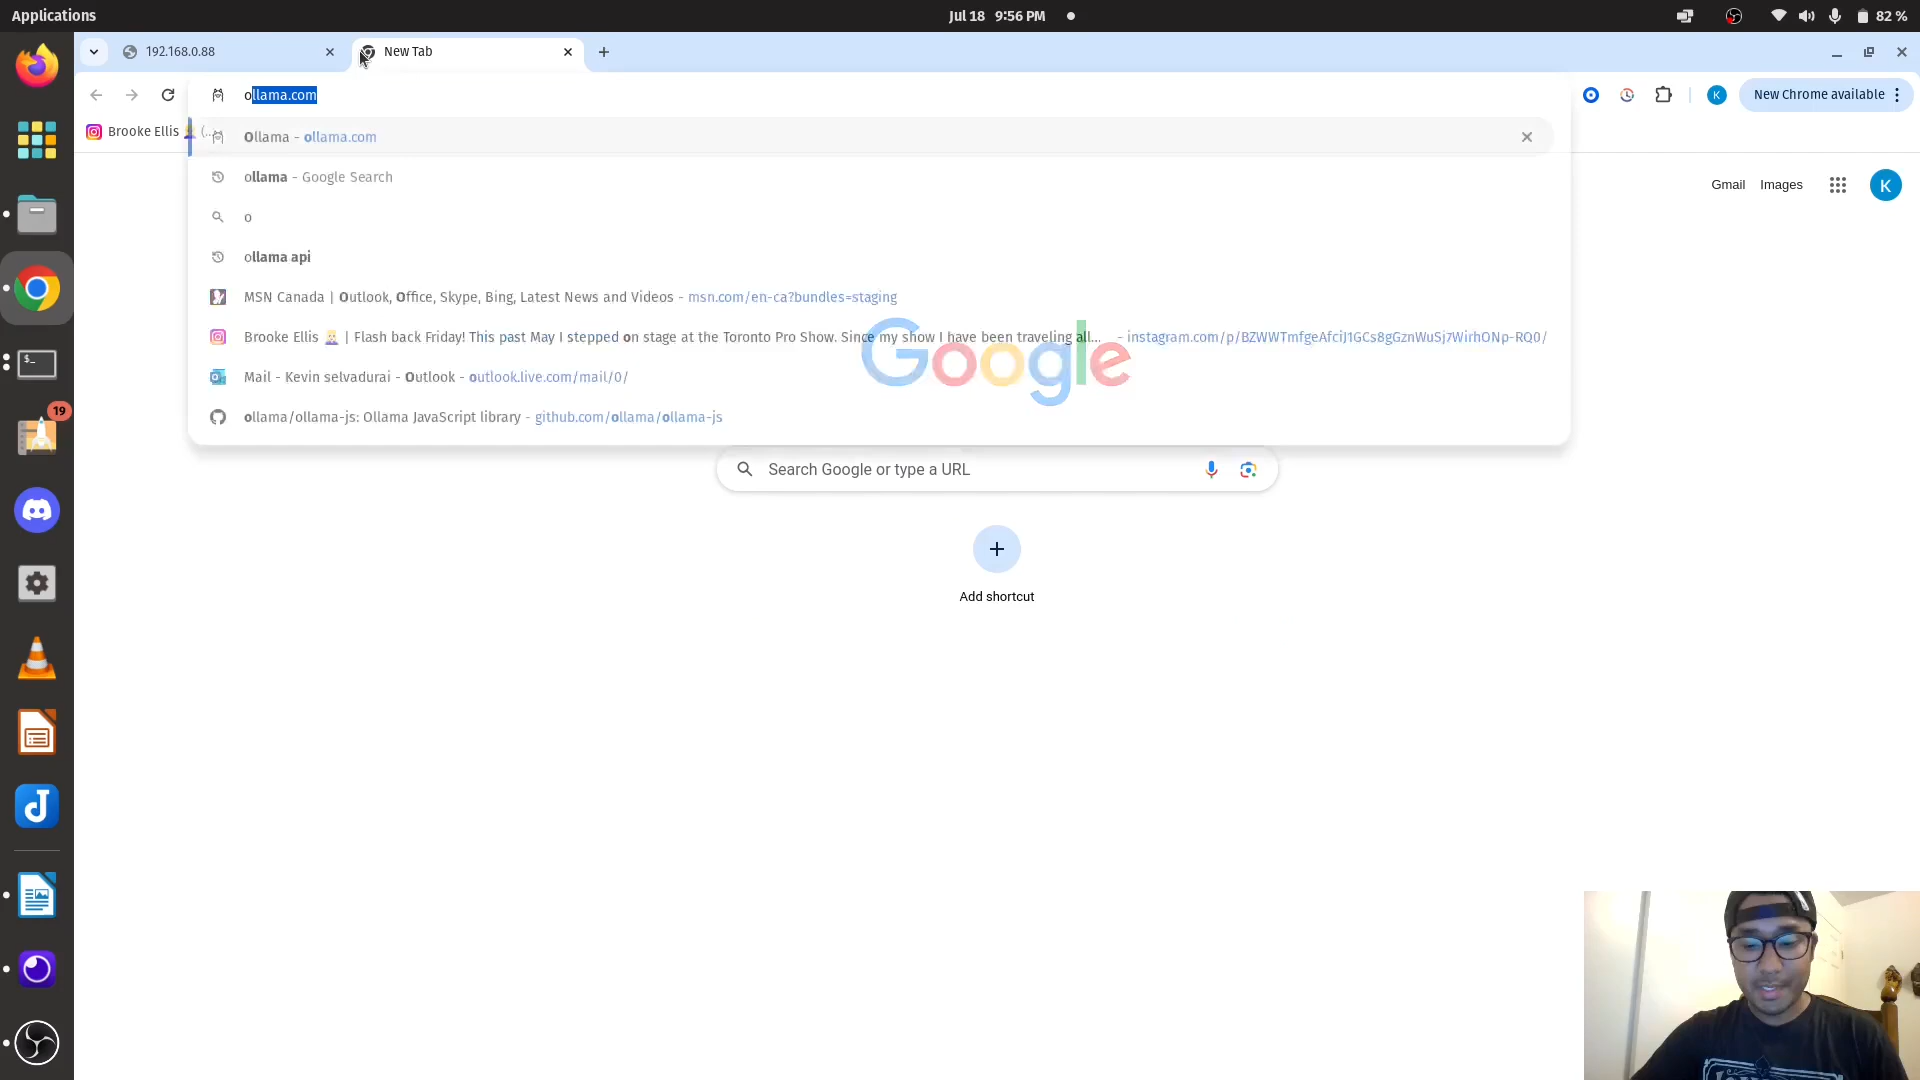 Applications
Jul 18 9:56 PM
82 %
192.168.0.88
New Tab
ollama.com
New Chrome available
Brooke Ellis 👱‍♀️ (...
Ollama - ollama.com
ollama - Google Search
o
ollama api
MSN Canada | Outlook, Office, Skype, Bing, Latest News and Videos - msn.com/en-ca?bundles=staging
Brooke Ellis 👱🏻‍♀️ | Flash back Friday! This past May I stepped on stage at the Toronto Pro Show. Since my show I have been traveling all... - instagram.com/p/BZWWTmfgeAfciJ1GCs8gGznWuSj7WirhONp-RQ0/
Mail - Kevin selvadurai - Outlook - outlook.live.com/mail/0/
ollama/ollama-js: Ollama JavaScript library - github.com/ollama/ollama-js
Gmail
Images
K
K
Google
Search Google or type a URL
Add shortcut
19